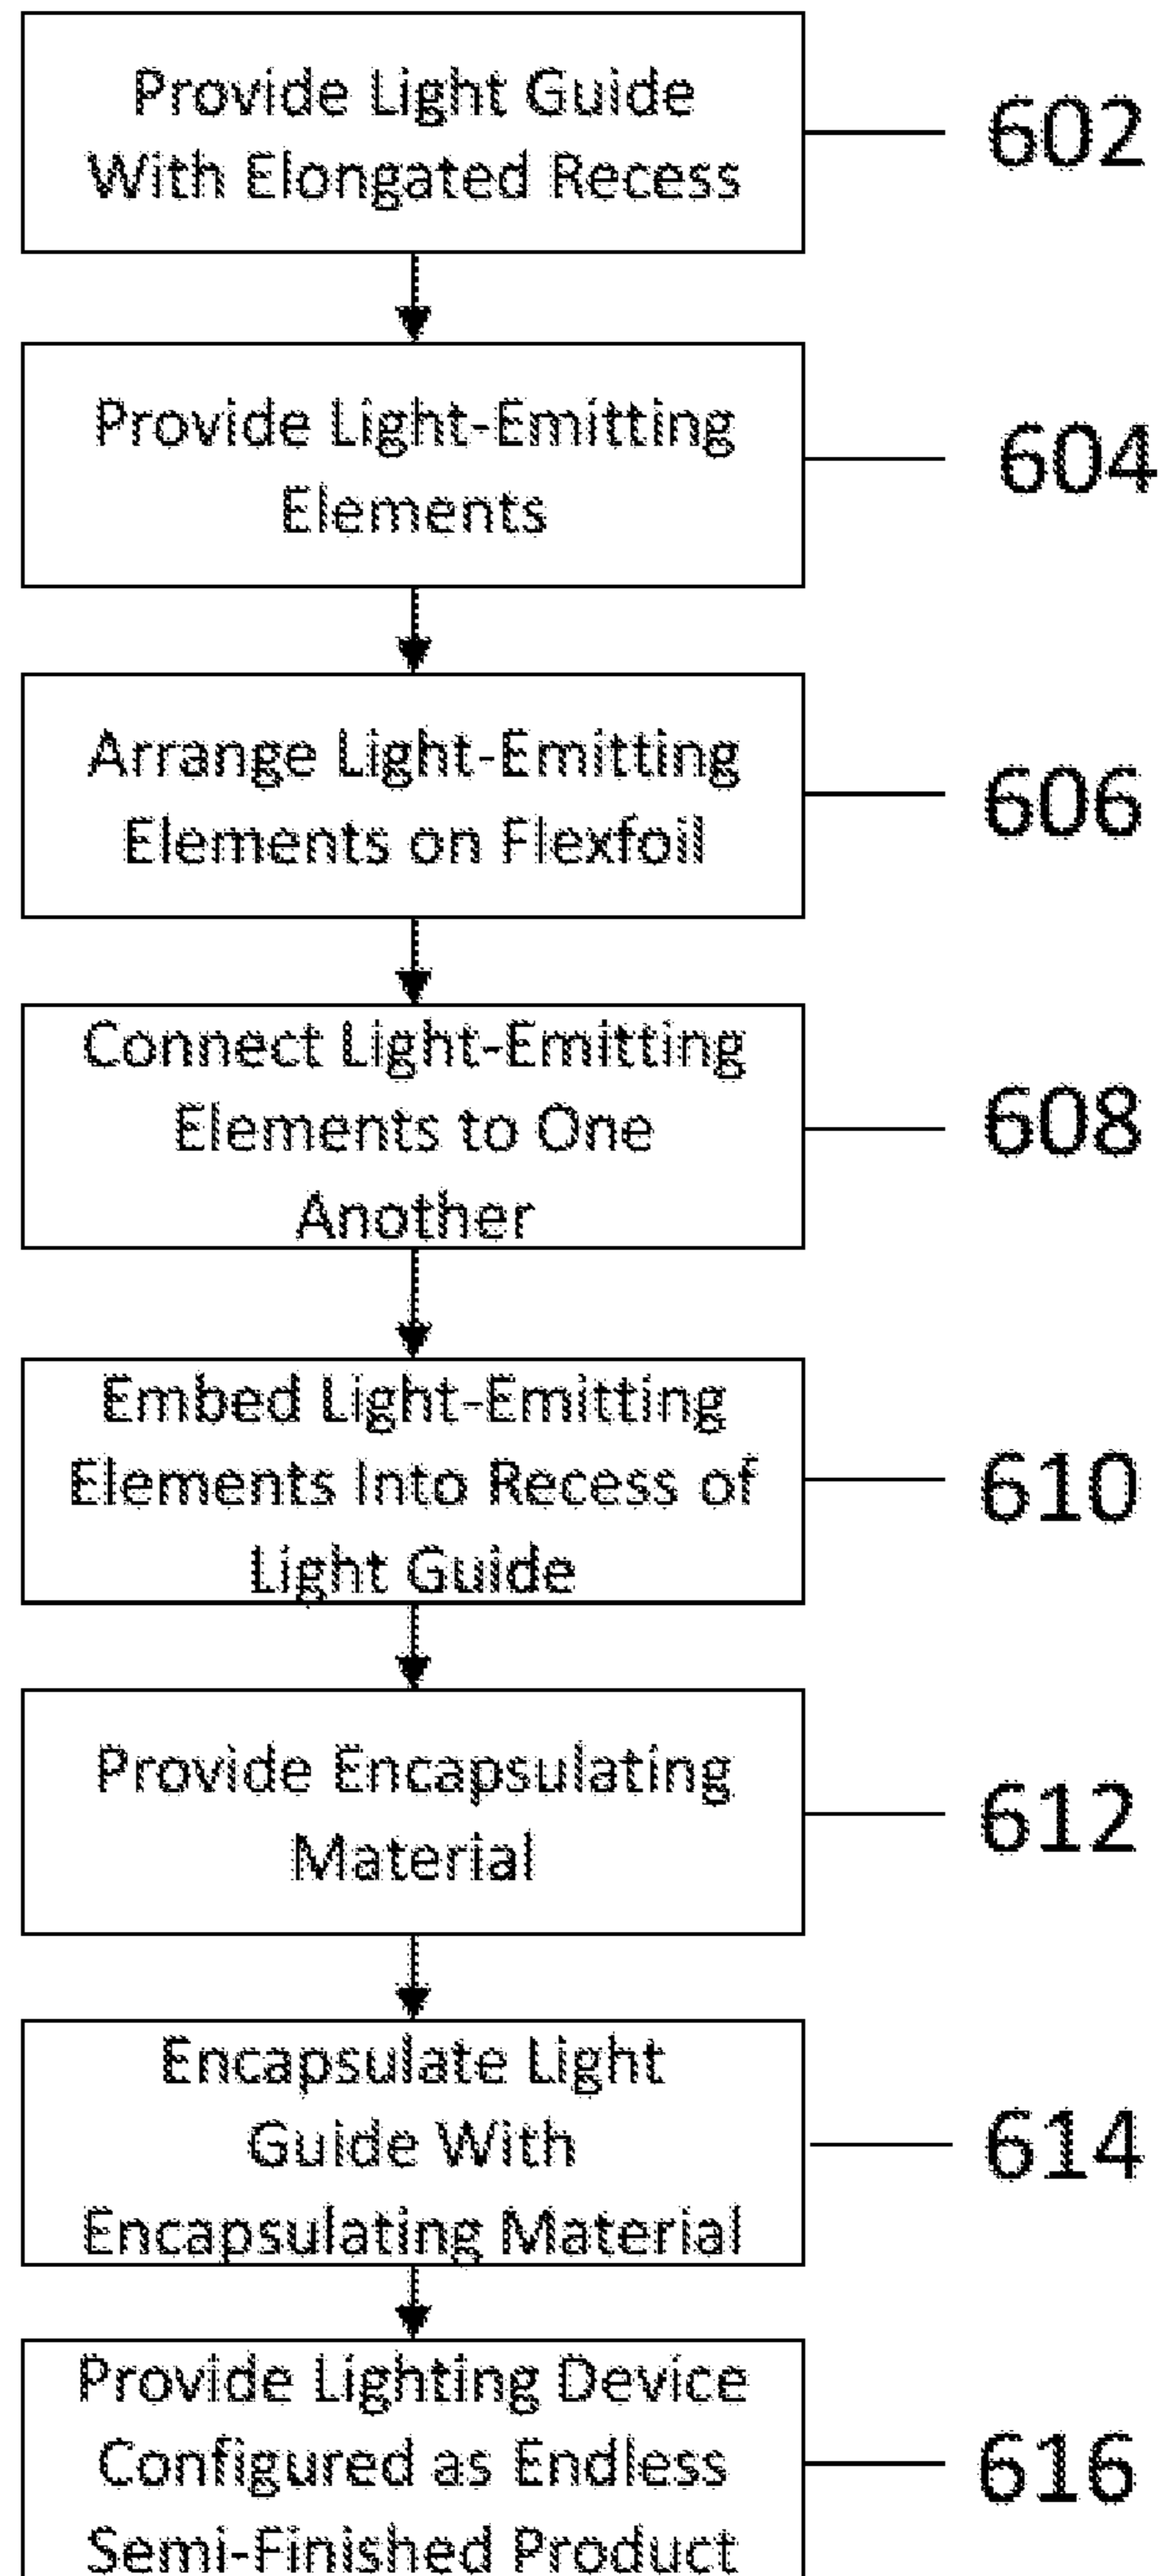 Provide Light Guide
With Elongated Recess
602
Provide Light-Emitting
Elements
604
Arrange Light-Emitting
Elements on Flexfoil
606
Connect Light-Emitting
Elements to One
Another
608
Embed Light-Emitting
Elements Into Recess of
Light Guide
610
Provide Encapsulating
Material
612
Encapsulate Light
Guide With
Encapsulating Material
614
Provide Lighting Device
Configured as Endless
Semi-Finished Product
616